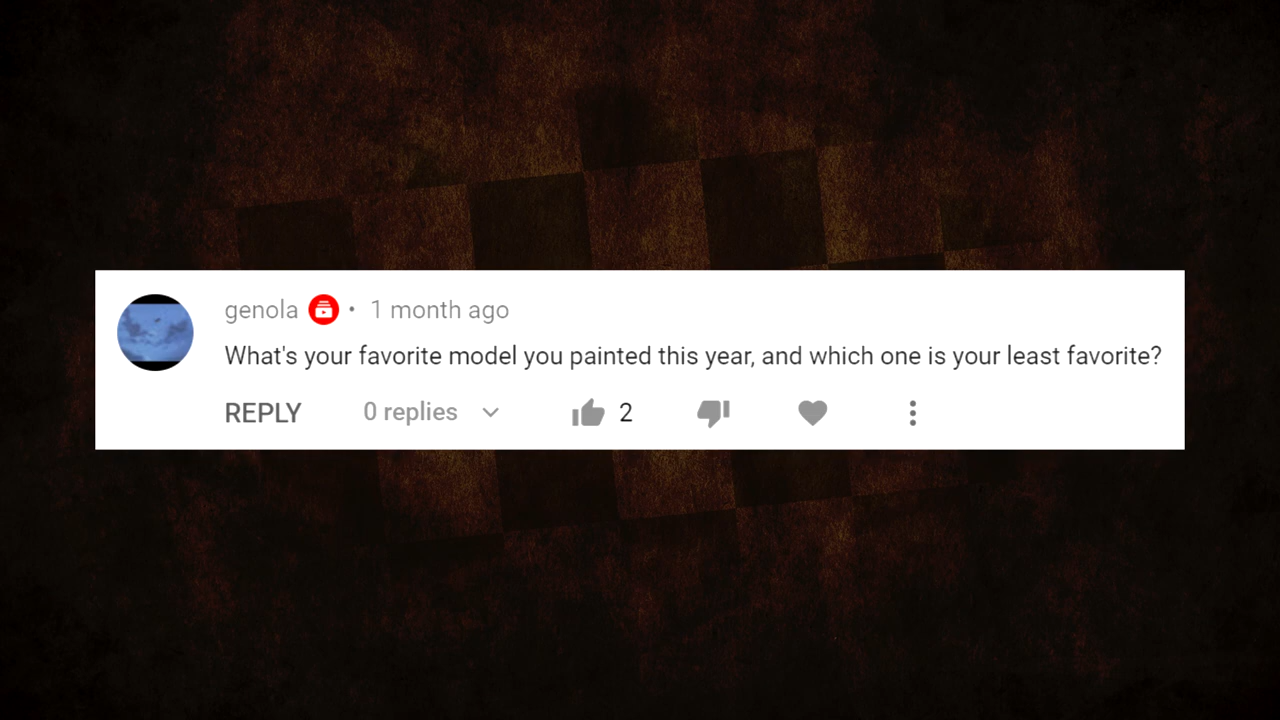 genola • 1 month ago
What's your favorite model you painted this year, and which one is your least favorite?
REPLY 0 replies 2